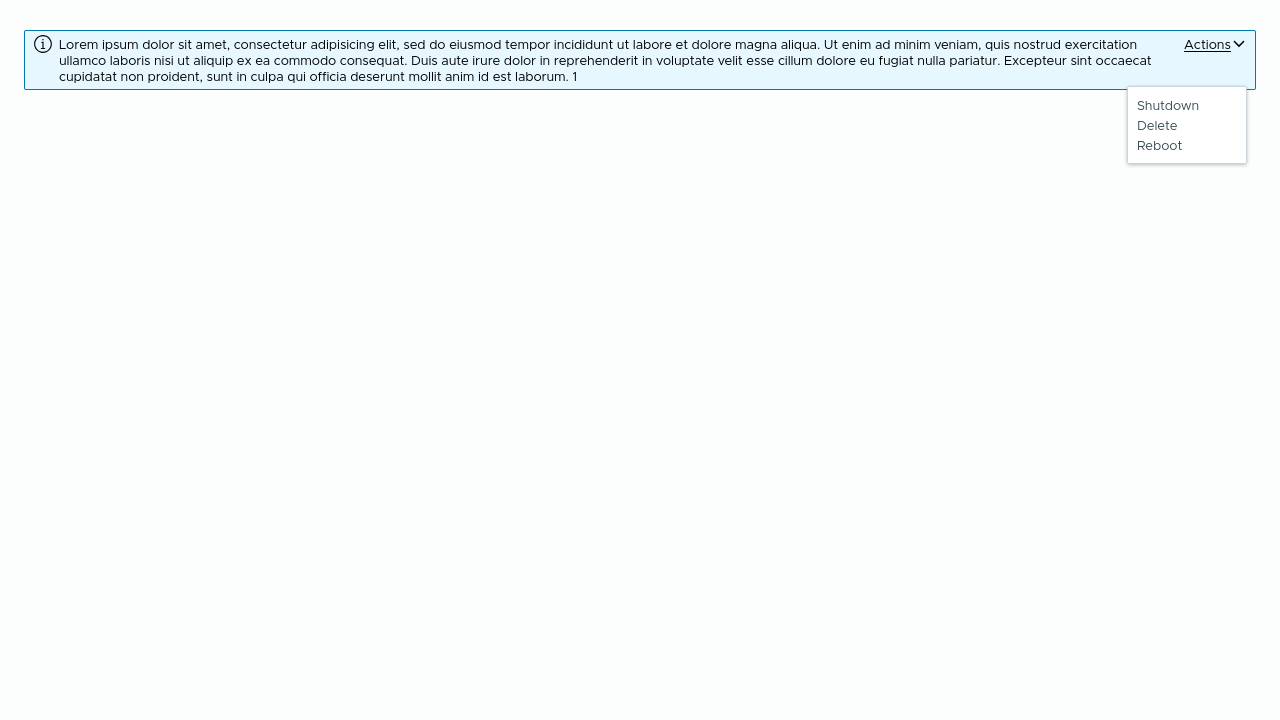 Lorem ipsum dolor sit amet, consectetur adipisicing elit, sed do eiusmod tempor incididunt ut labore et dolore magna aliqua. Ut enim ad minim veniam, quis nostrud exercitation
ullamco laboris nisi ut aliquip ex ea commodo consequat. Duis aute irure dolor in reprehenderit in voluptate velit esse cillum dolore eu fugiat nulla pariatur. Excepteur sint occaecat
cupidatat non proident, sunt in culpa qui officia deserunt mollit anim id est laborum. 1
Actions
Shutdown
Delete
Reboot